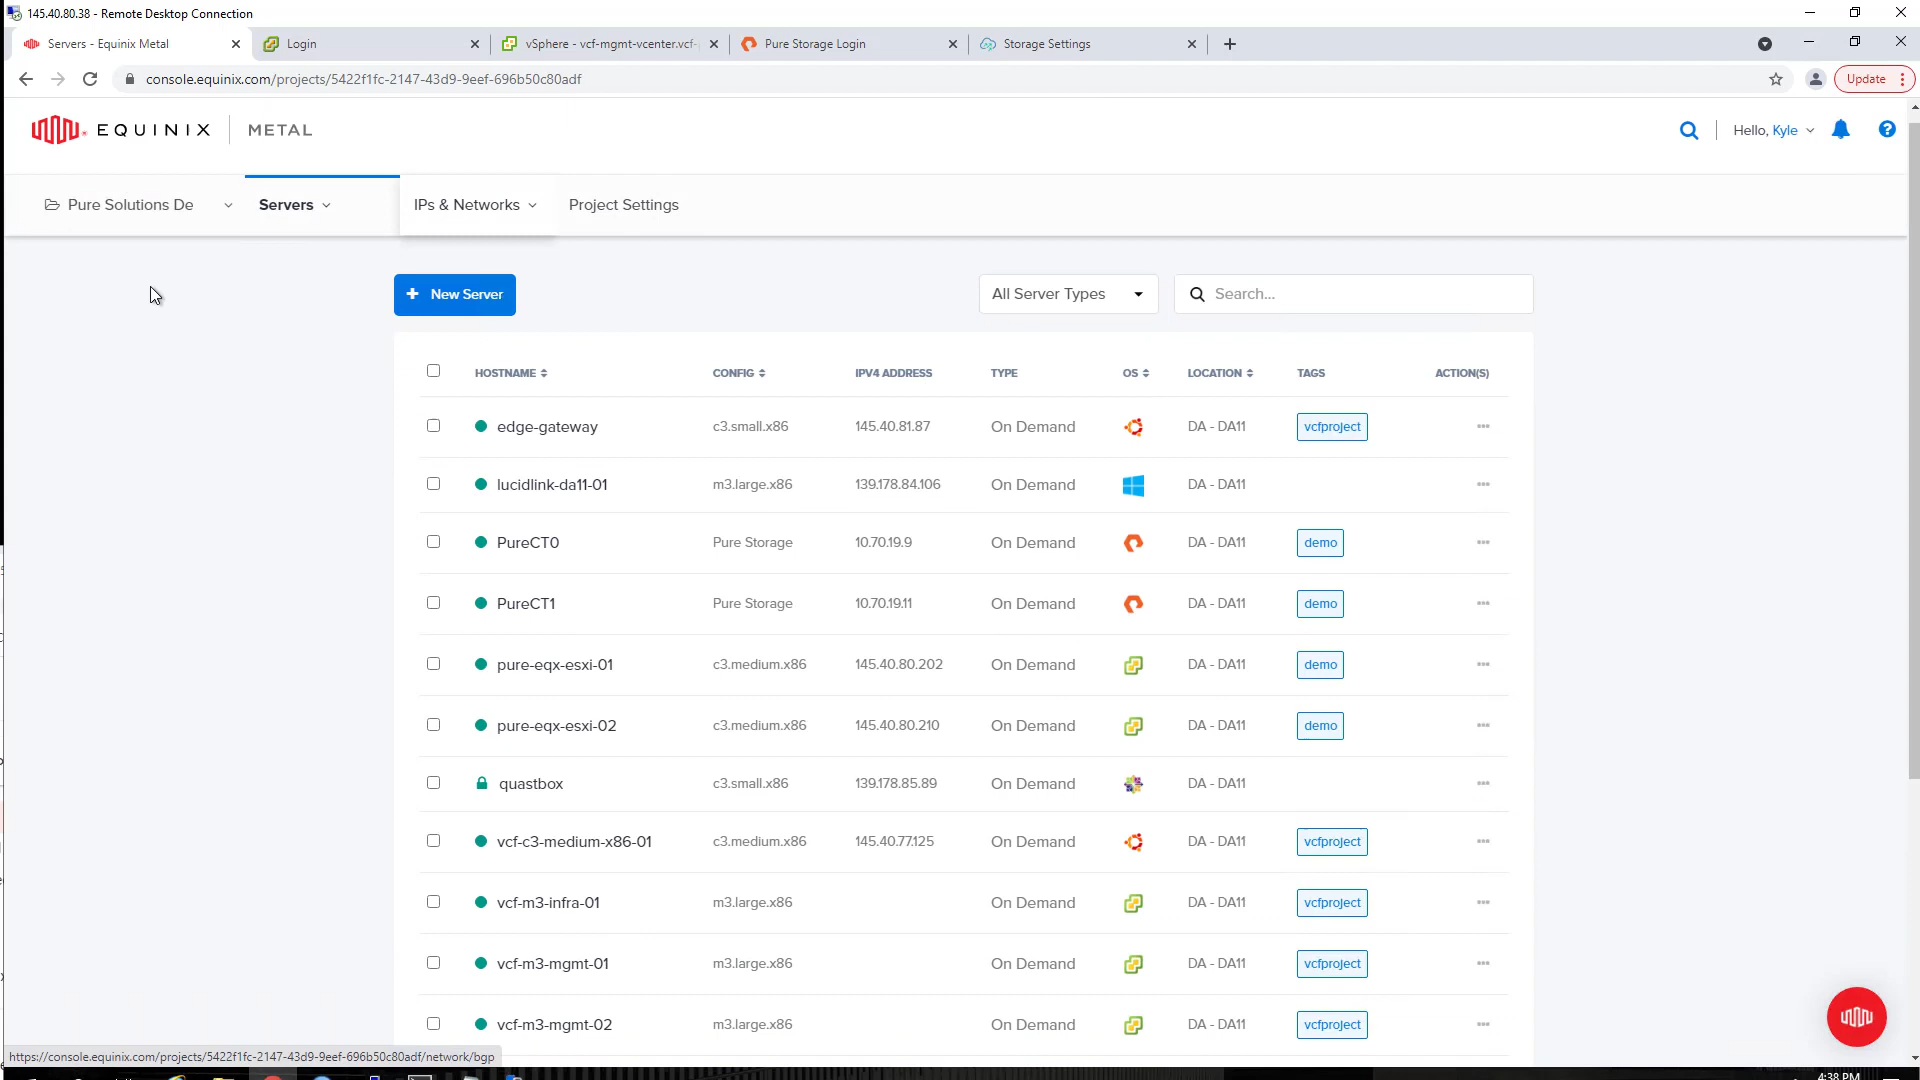 145.40.80.38 - Remote Desktop Connection
Servers - Equinix Metal
Login
vSphere - vcf-mgmt-vcenter.vcf-
Pure Storage Login
Storage Settings
console.equinix.com/projects/5422f1fc-2147-43d9-9eef-696b50c80adf
Update
EQUINIX METAL
Hello, Kyle
Pure Solutions De
Servers
IPs & Networks
Project Settings
+ New Server
All Server Types
Search...
HOSTNAME CONFIG IPV4 ADDRESS TYPE OS LOCATION TAGS ACTION(S)
edge-gateway c3.small.x86 145.40.81.87 On Demand DA - DA11 vcfproject
lucidlink-da11-01 m3.large.x86 139.178.84.106 On Demand DA - DA11
PureCT0 Pure Storage 10.70.19.9 On Demand DA - DA11 demo
PureCT1 Pure Storage 10.70.19.11 On Demand DA - DA11 demo
pure-eqx-esxi-01 c3.medium.x86 145.40.80.202 On Demand DA - DA11 demo
pure-eqx-esxi-02 c3.medium.x86 145.40.80.210 On Demand DA - DA11 demo
quastbox c3.small.x86 139.178.85.89 On Demand DA - DA11
vcf-c3-medium-x86-01 c3.medium.x86 145.40.77.125 On Demand DA - DA11 vcfproject
vcf-m3-infra-01 m3.large.x86 On Demand DA - DA11 vcfproject
vcf-m3-mgmt-01 m3.large.x86 On Demand DA - DA11 vcfproject
vcf-m3-mgmt-02 m3.large.x86 On Demand DA - DA11 vcfproject
https://console.equinix.com/projects/5422f1fc-2147-43d9-9eef-696b50c80adf/network/bgp
4:38 PM